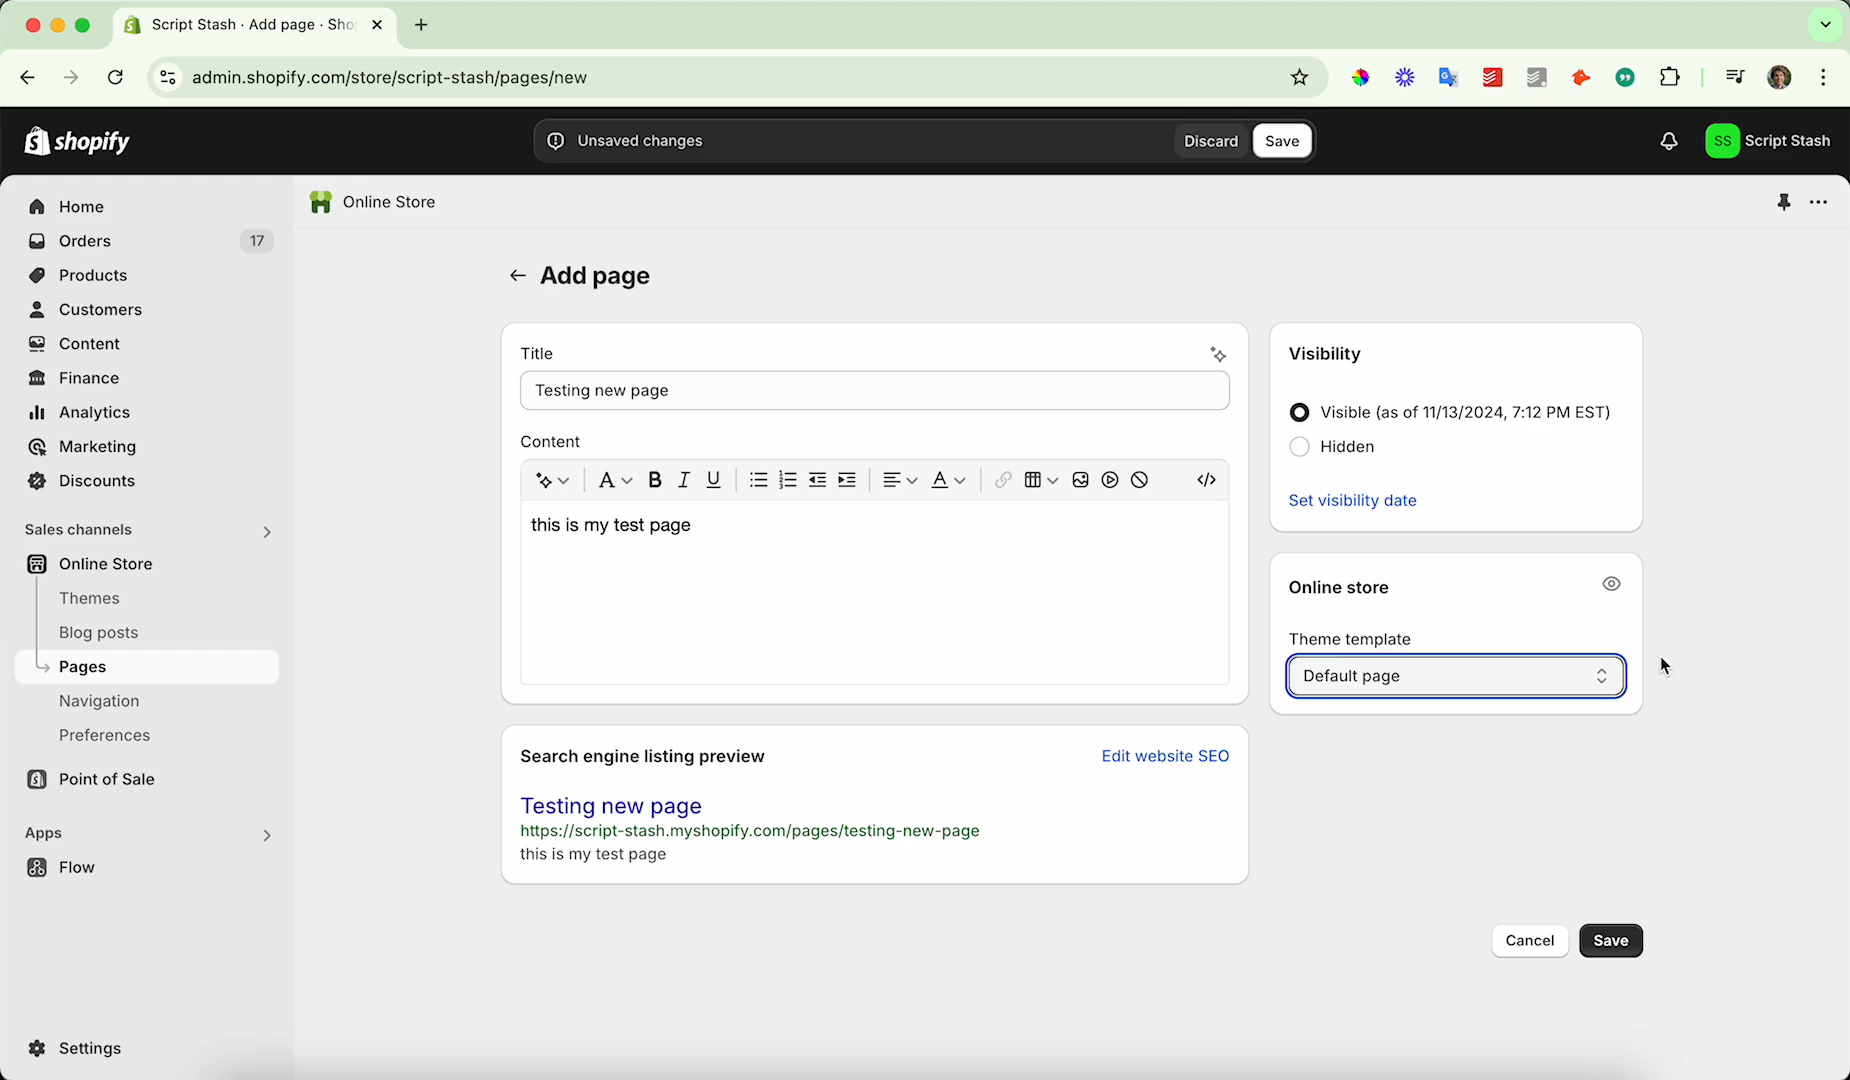 Script Stash · Add page · Sho
admin.shopify.com/store/script-stash/pages/new
shopify
Unsaved changes
Discard
Save
SS
Script Stash
Home
Orders
17
Products
Customers
Content
Finance
Analytics
Marketing
Discounts
Sales channels
Online Store
Themes
Blog posts
Pages
Navigation
Preferences
Point of Sale
Apps
Flow
Settings
Online Store
Add page
Title
Testing new page
Content
A
B
I
U
A
this is my test page
Search engine listing preview
Edit website SEO
Testing new page
https://script-stash.myshopify.com/pages/testing-new-page
this is my test page
Visibility
Visible (as of 11/13/2024, 7:12 PM EST)
Hidden
Set visibility date
Online store
Theme template
Default page
Cancel
Save